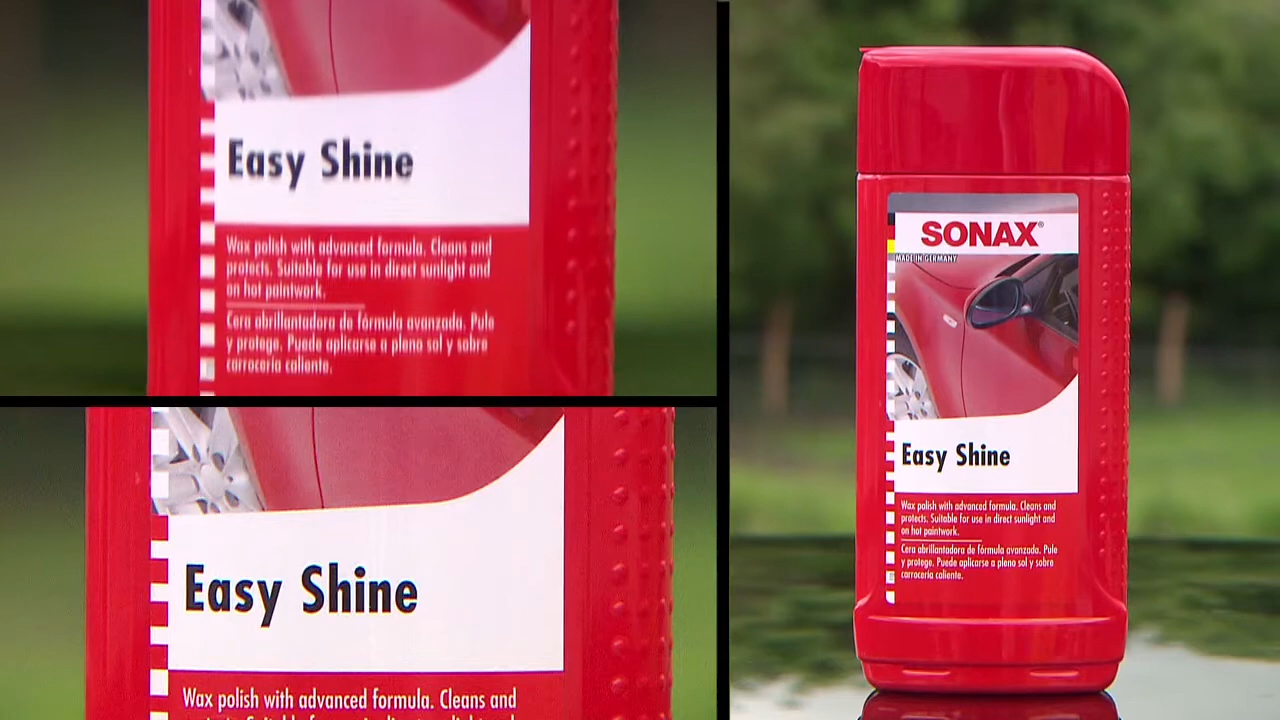 Easy Shine
Wax polish with advanced formula. Cleans and
protects. Suitable for use in direct sunlight and
on hot paintwork.
Cera abrillantadora de fórmula avanzada. Pule
y protege. Puede aplicarse a pleno sol y sobre
carrocería caliente.
Easy Shine
Wax polish with advanced formula. Cleans and
SONAX®
MADE IN GERMANY
Easy Shine
Wax polish with advanced formula. Cleans and
protects. Suitable for use in direct sunlight and
on hot paintwork.
Cera abrillantadora de fórmula avanzada. Pule
y protege. Puede aplicarse a pleno sol y sobre
carrocería caliente.